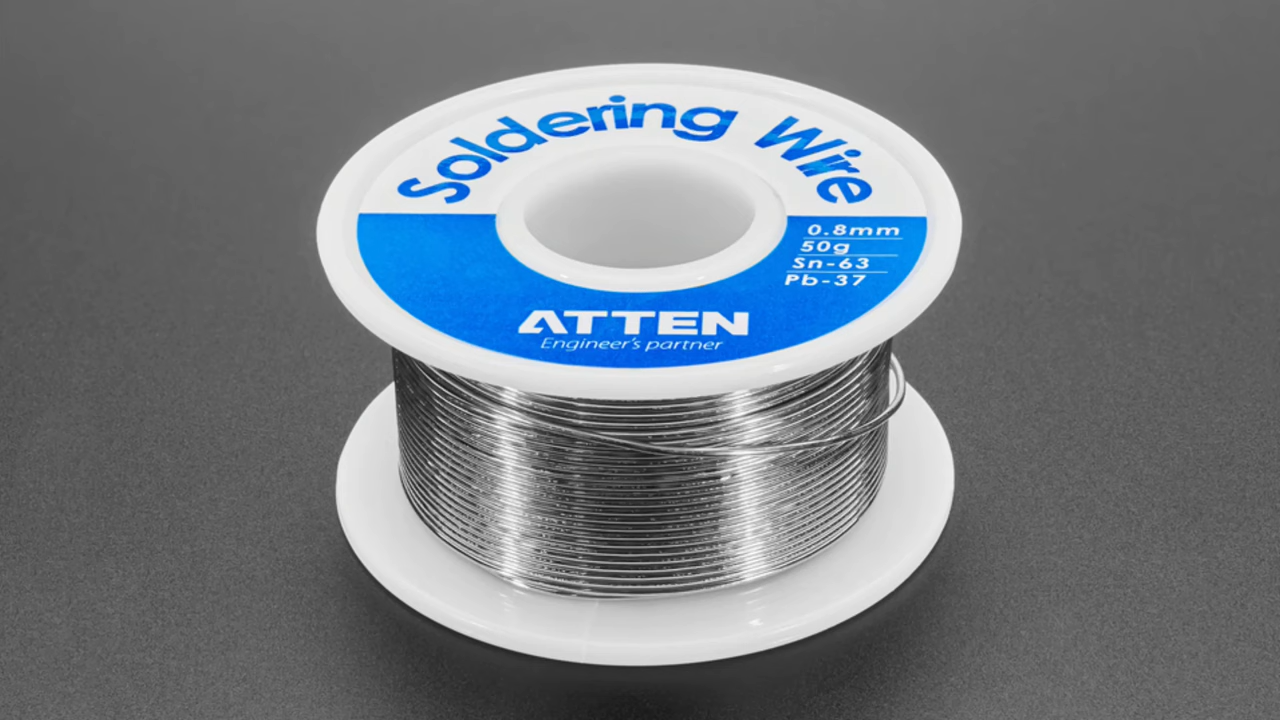 Soldering Wire
0.8mm
50g
Sn-63
Pb-37
ATTEN
Engineer's partner